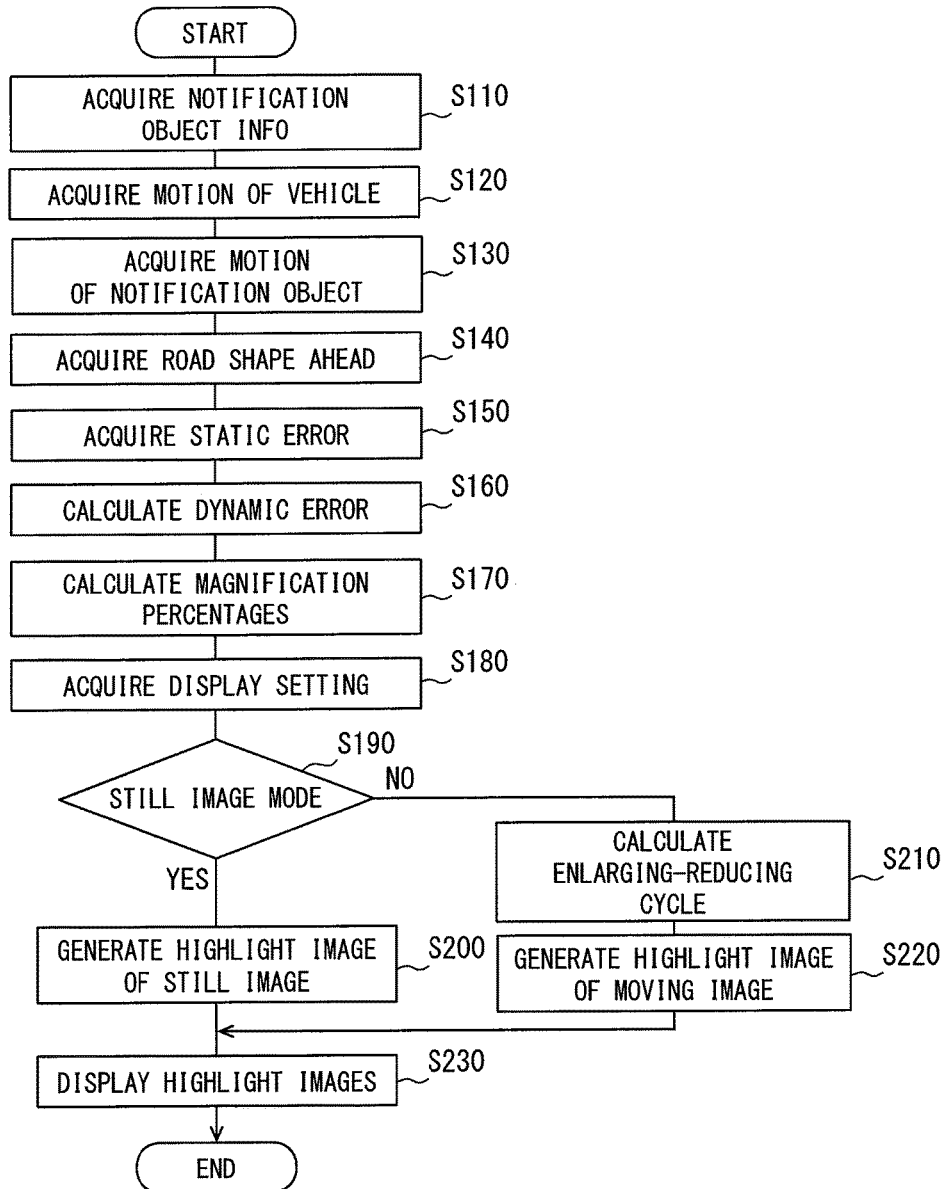 START
ACQUIRE NOTIFICATION
OBJECT INFO
S110
ACQUIRE MOTION OF VEHICLE
S120
ACQUIRE MOTION
OF NOTIFICATION OBJECT
S130
ACQUIRE ROAD SHAPE AHEAD
S140
ACQUIRE STATIC ERROR
S150
CALCULATE DYNAMIC ERROR
S160
CALCULATE MAGNIFICATION
PERCENTAGES
S170
ACQUIRE DISPLAY SETTING
S180
STILL IMAGE MODE
S190
NO
YES
CALCULATE
ENLARGING-REDUCING
CYCLE
S210
GENERATE HIGHLIGHT IMAGE
OF STILL IMAGE
S200
GENERATE HIGHLIGHT IMAGE
OF MOVING IMAGE
S220
DISPLAY HIGHLIGHT IMAGES
S230
END